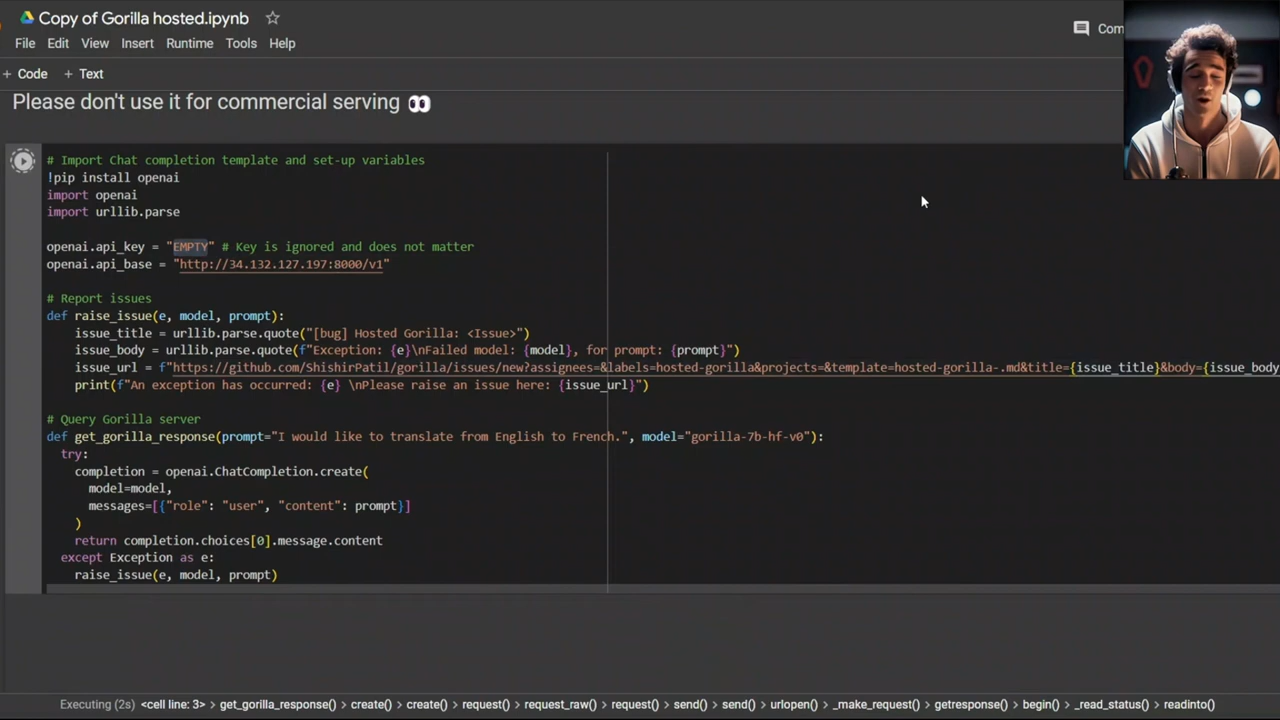 Copy of Gorilla hosted.ipynb
File Edit View Insert Runtime Tools Help
Com
+ Code + Text
Please don't use it for commercial serving 👀
# Import Chat completion template and set-up variables
!pip install openai
import openai
import urllib.parse
openai.api_key = "EMPTY" # Key is ignored and does not matter
openai.api_base = "http://34.132.127.197:8000/v1"
# Report issues
def raise_issue(e, model, prompt):
    issue_title = urllib.parse.quote("[bug] Hosted Gorilla: <Issue>")
    issue_body = urllib.parse.quote(f"Exception: {e}\nFailed model: {model}, for prompt: {prompt}")
    issue_url = f"https://github.com/ShishirPatil/gorilla/issues/new?assignees=&labels=hosted-gorilla&projects=&template=hosted-gorilla-.md&title={issue_title}&body={issue_body
    print(f"An exception has occurred: {e} \nPlease raise an issue here: {issue_url}")
# Query Gorilla server
def get_gorilla_response(prompt="I would like to translate from English to French.", model="gorilla-7b-hf-v0"):
  try:
    completion = openai.ChatCompletion.create(
      model=model,
      messages=[{"role": "user", "content": prompt}]
    )
    return completion.choices[0].message.content
  except Exception as e:
    raise_issue(e, model, prompt)
Executing (2s) <cell line: 3> > get_gorilla_response() > create() > create() > request() > request_raw() > request() > send() > send() > urlopen() > _make_request() > getresponse() > begin() > _read_status() > readinto()